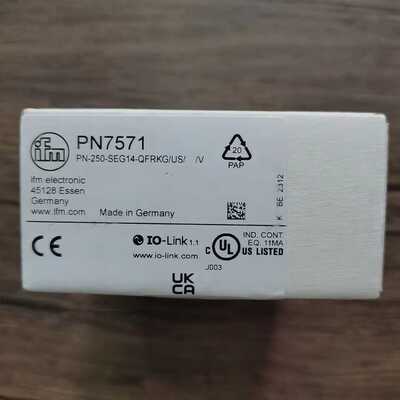 ifm
PN7571
PN-250-SEG14-QFRKG/US/ /V
ifm electronic
45128 Essen
Germany
www.ifm.com
Made in Germany
20
PAP
K BE 2312
CE
IO-Link 1.1
www.io-link.com
C UL US LISTED
IND. CONT.
EQ. 11MA
J003
UK
CA